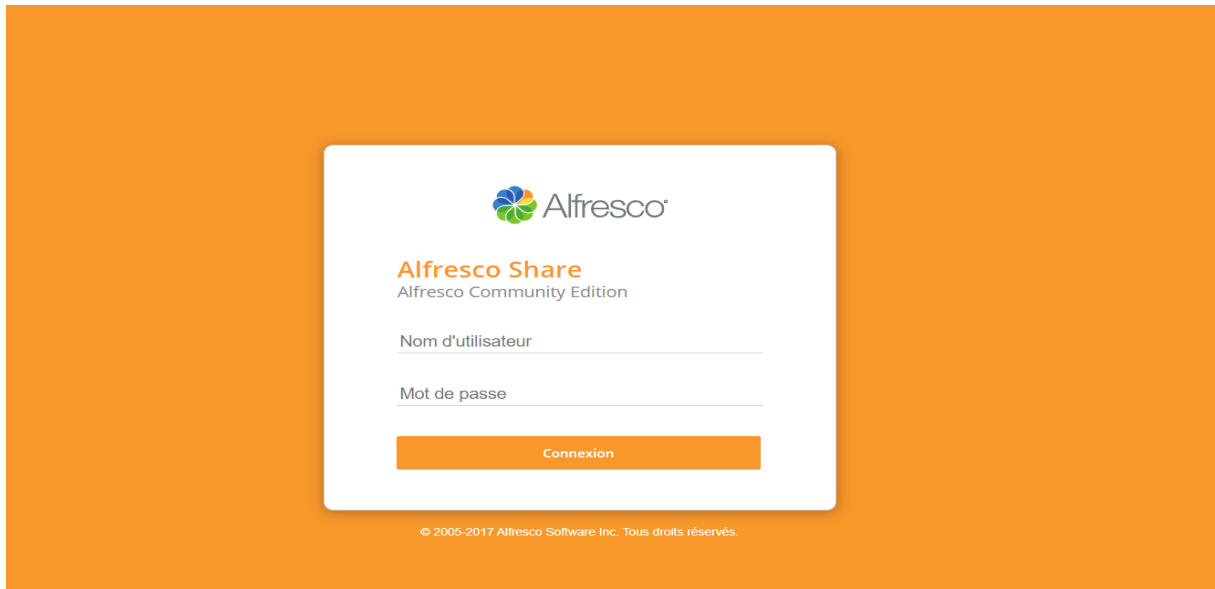 Alfresco
Alfresco Share
Alfresco Community Edition
Nom d'utilisateur
Mot de passe
Connexion
© 2005-2017 Alfresco Software Inc. Tous droits réservés.